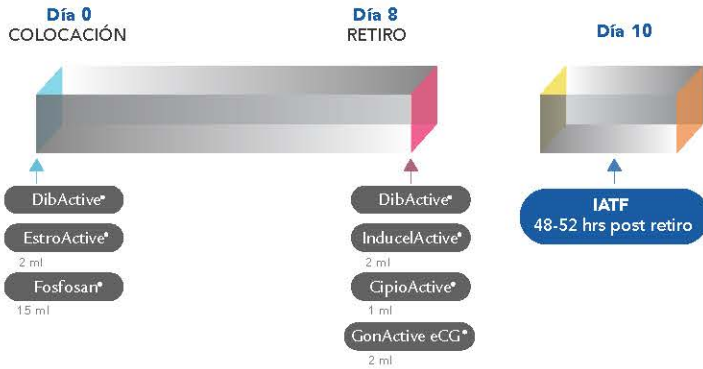 Día 0
COLOCACIÓN
DibActive•
EstroActive•
2 ml
Fosfosan•
15 ml
Día 8
RETIRO
DibActive•
InducelActive•
2 ml
CipioActive•
1 ml
GonActive eCG•
2 ml
Día 10
IATF
48-52 hrs post retiro